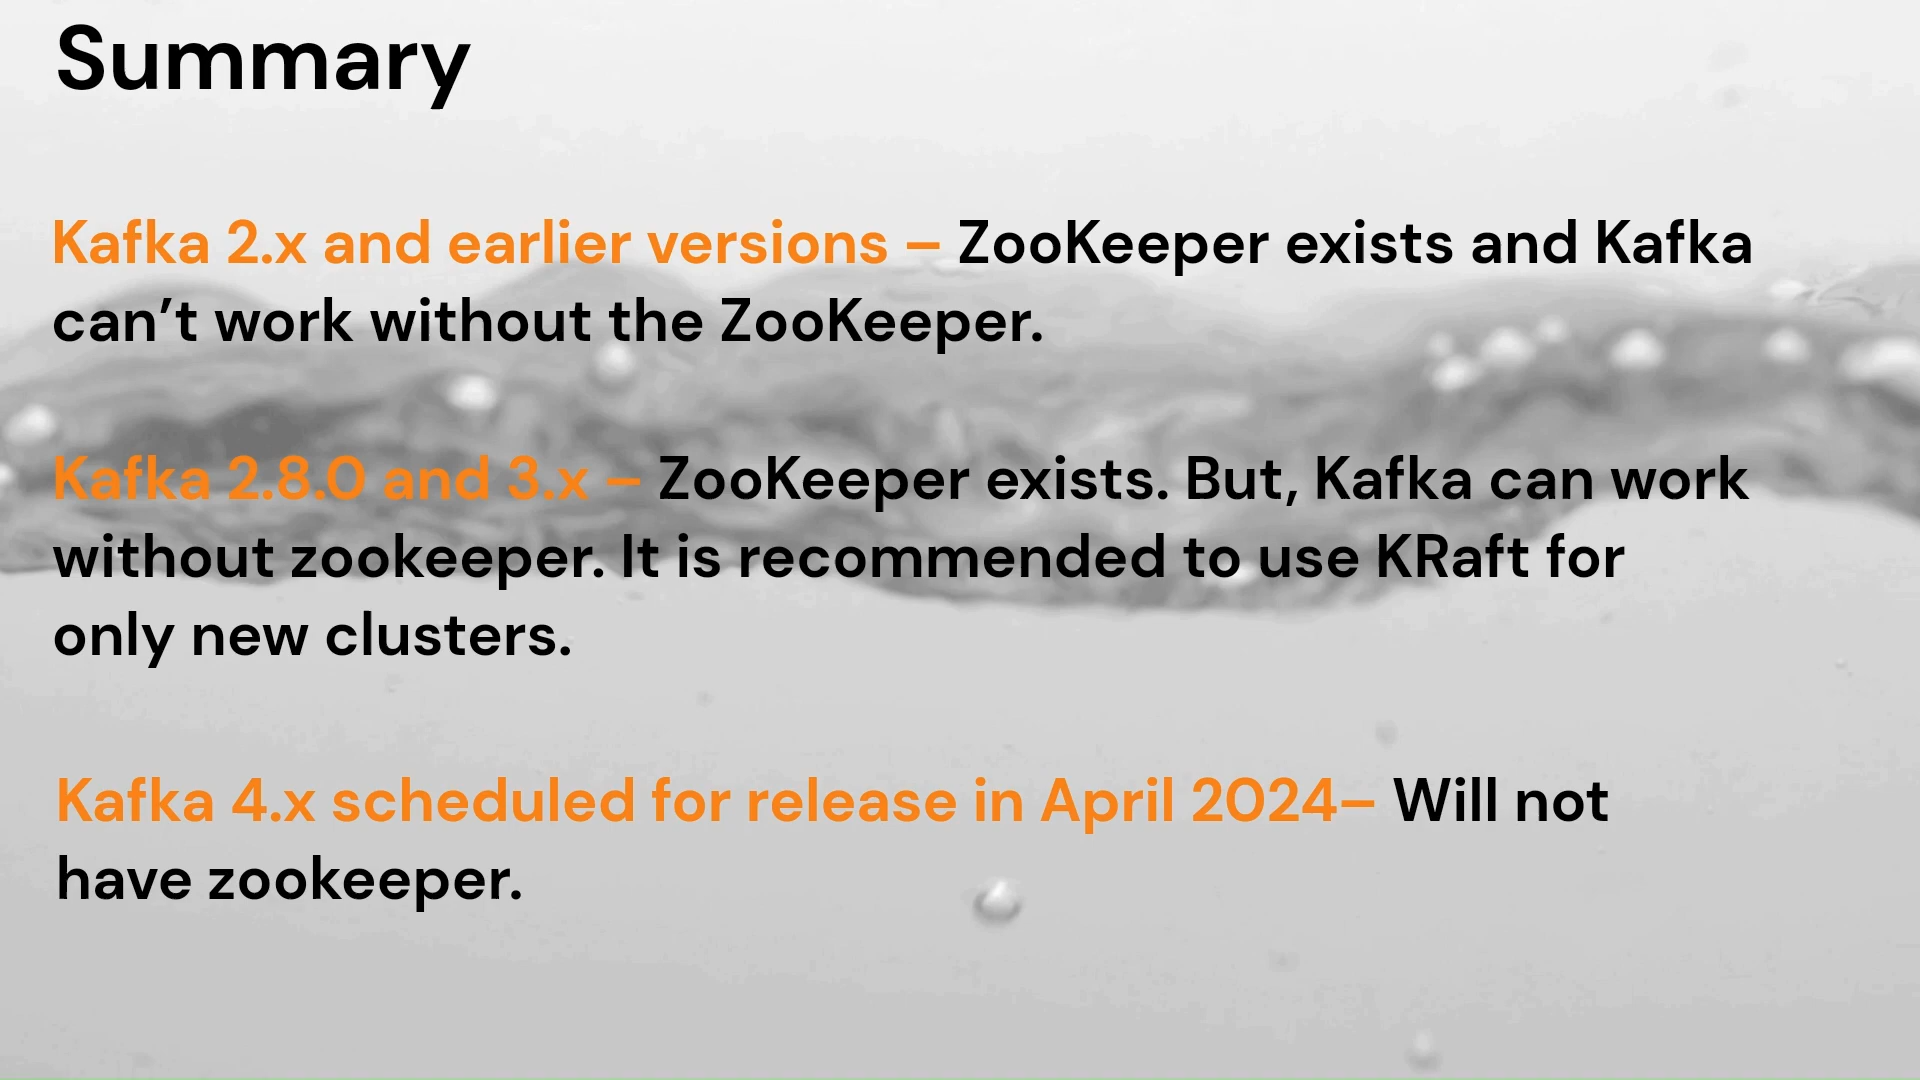 Summary
Kafka 2.x and earlier versions – ZooKeeper exists and Kafka
can’t work without the ZooKeeper.
Kafka 2.8.0 and 3.x – ZooKeeper exists. But, Kafka can work
without zookeeper. It is recommended to use KRaft for
only new clusters.
Kafka 4.x scheduled for release in April 2024– Will not
have zookeeper.